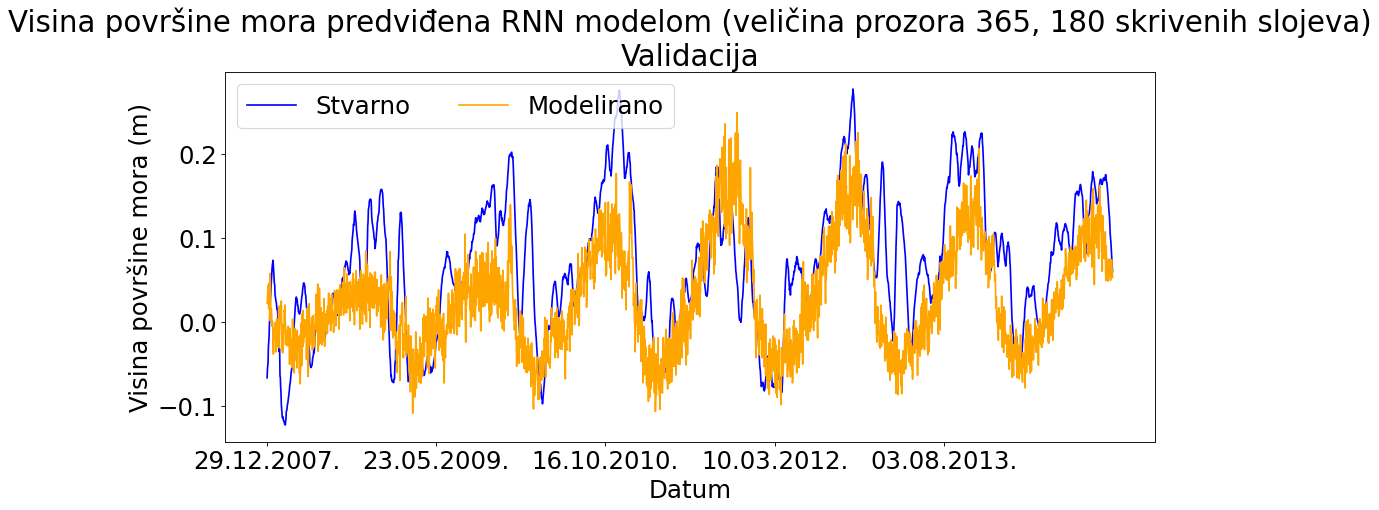 Visina površine mora predviđena RNN modelom (veličina prozora 365, 180 skrivenih slojeva)
Validacija
Stvarno Modelirano
Visina površine mora (m)
0.2
0.1
0.0
−0.1
29.12.2007. 23.05.2009. 16.10.2010. 10.03.2012. 03.08.2013.
Datum